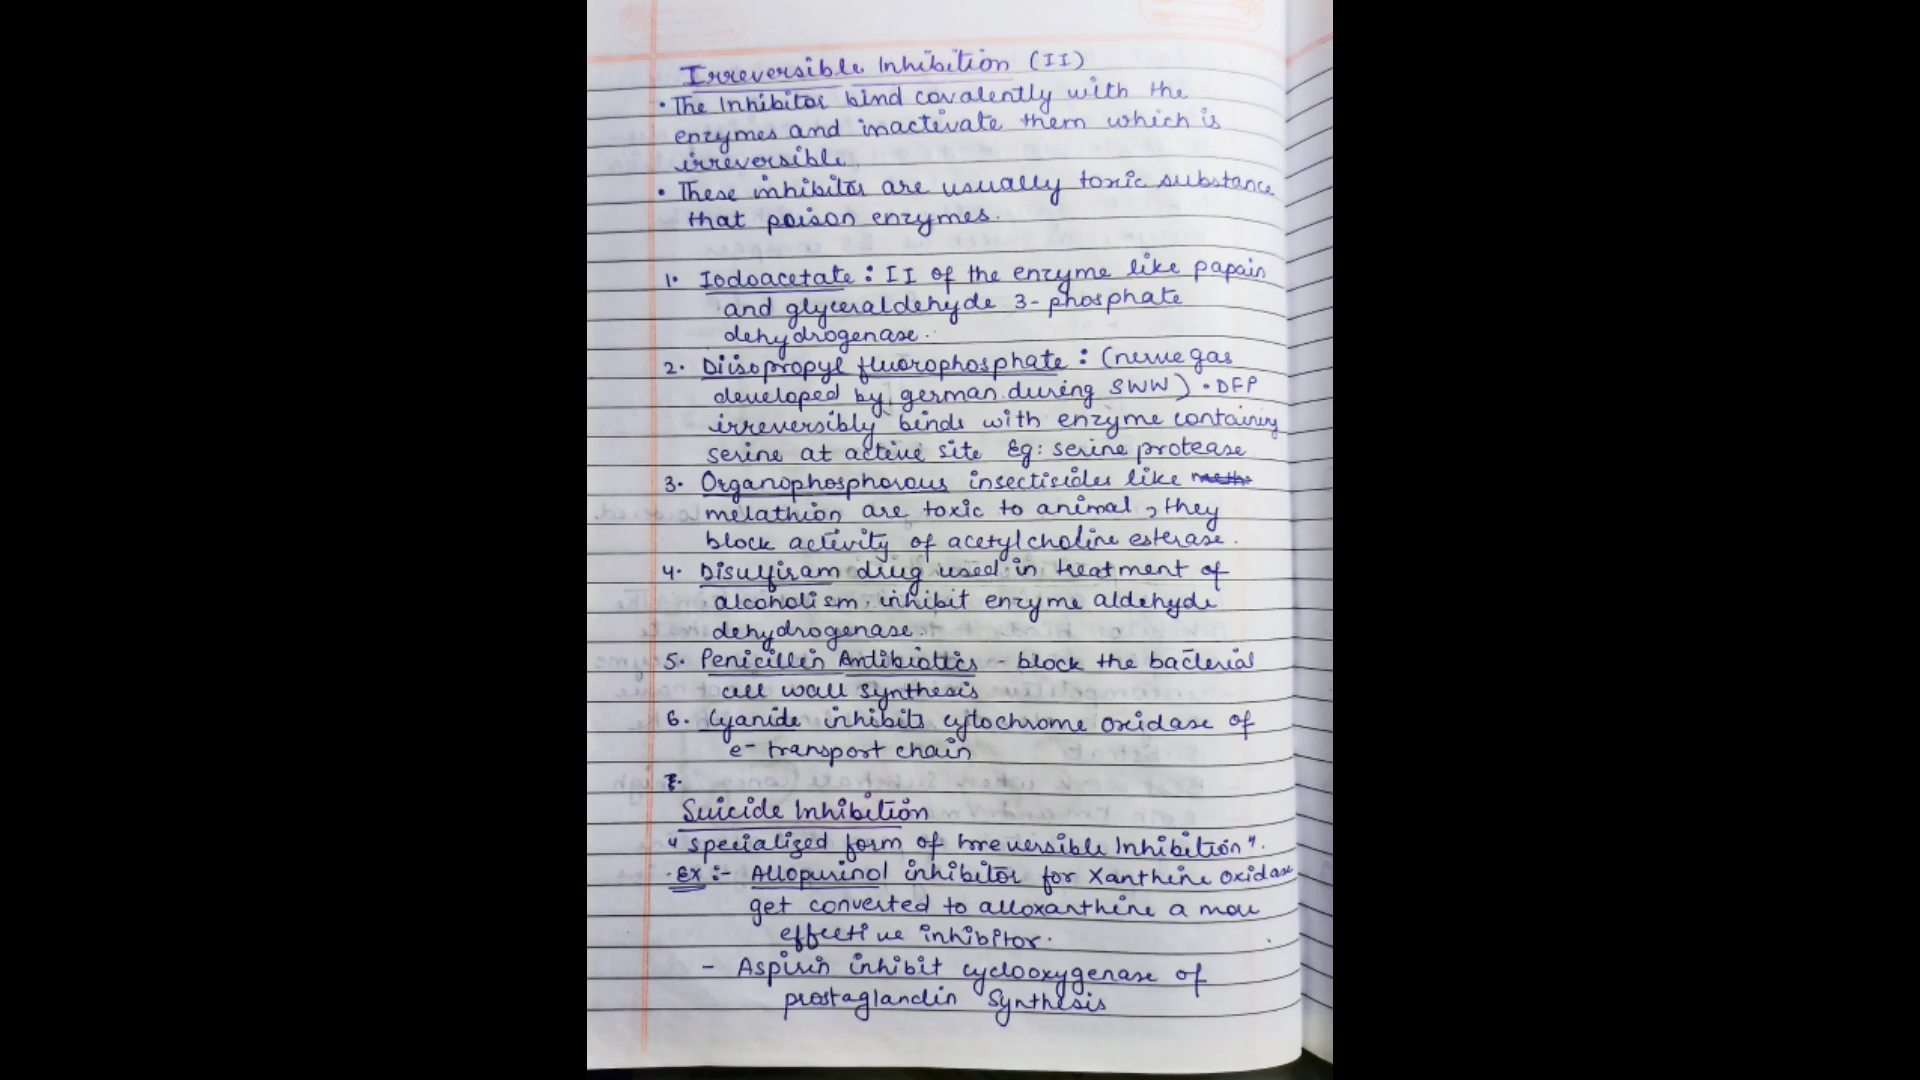 Irreversible Inhibition (II)
• The Inhibitor bind covalently with the
enzymes and inactivate them which is
irreversible
• These inhibitor are usually toxic substance
that poison enzymes.
1. Iodoacetate : II of the enzyme like papain
and glyceraldehyde 3-phosphate
dehydrogenase.
2. Diisopropyl fluorophosphate : (nerve gas
developed by german during SWW) • DFP
irreversibly binds with enzyme containing
serine at active site Eg: serine protease
3. Organophosphorous insecticides like
melathion are toxic to animal, they
block activity of acetylcholine esterase.
4. Disulfiram drug used in treatment of
alcoholism. inhibit enzyme aldehyde
dehydrogenase.
5. Penicillin Antibiotics - block the bacterial
cell wall synthesis
6. Cyanide inhibits cytochrome oxidase of
e- transport chain
7.
Suicide Inhibition
"specialized form of Irreversible Inhibition".
• Ex :- Allopurinol inhibitor for Xanthine oxidase
get converted to alloxanthine a more
effective inhibitor.
- Aspirin inhibit cyclooxygenase of
prostaglandin Synthesis